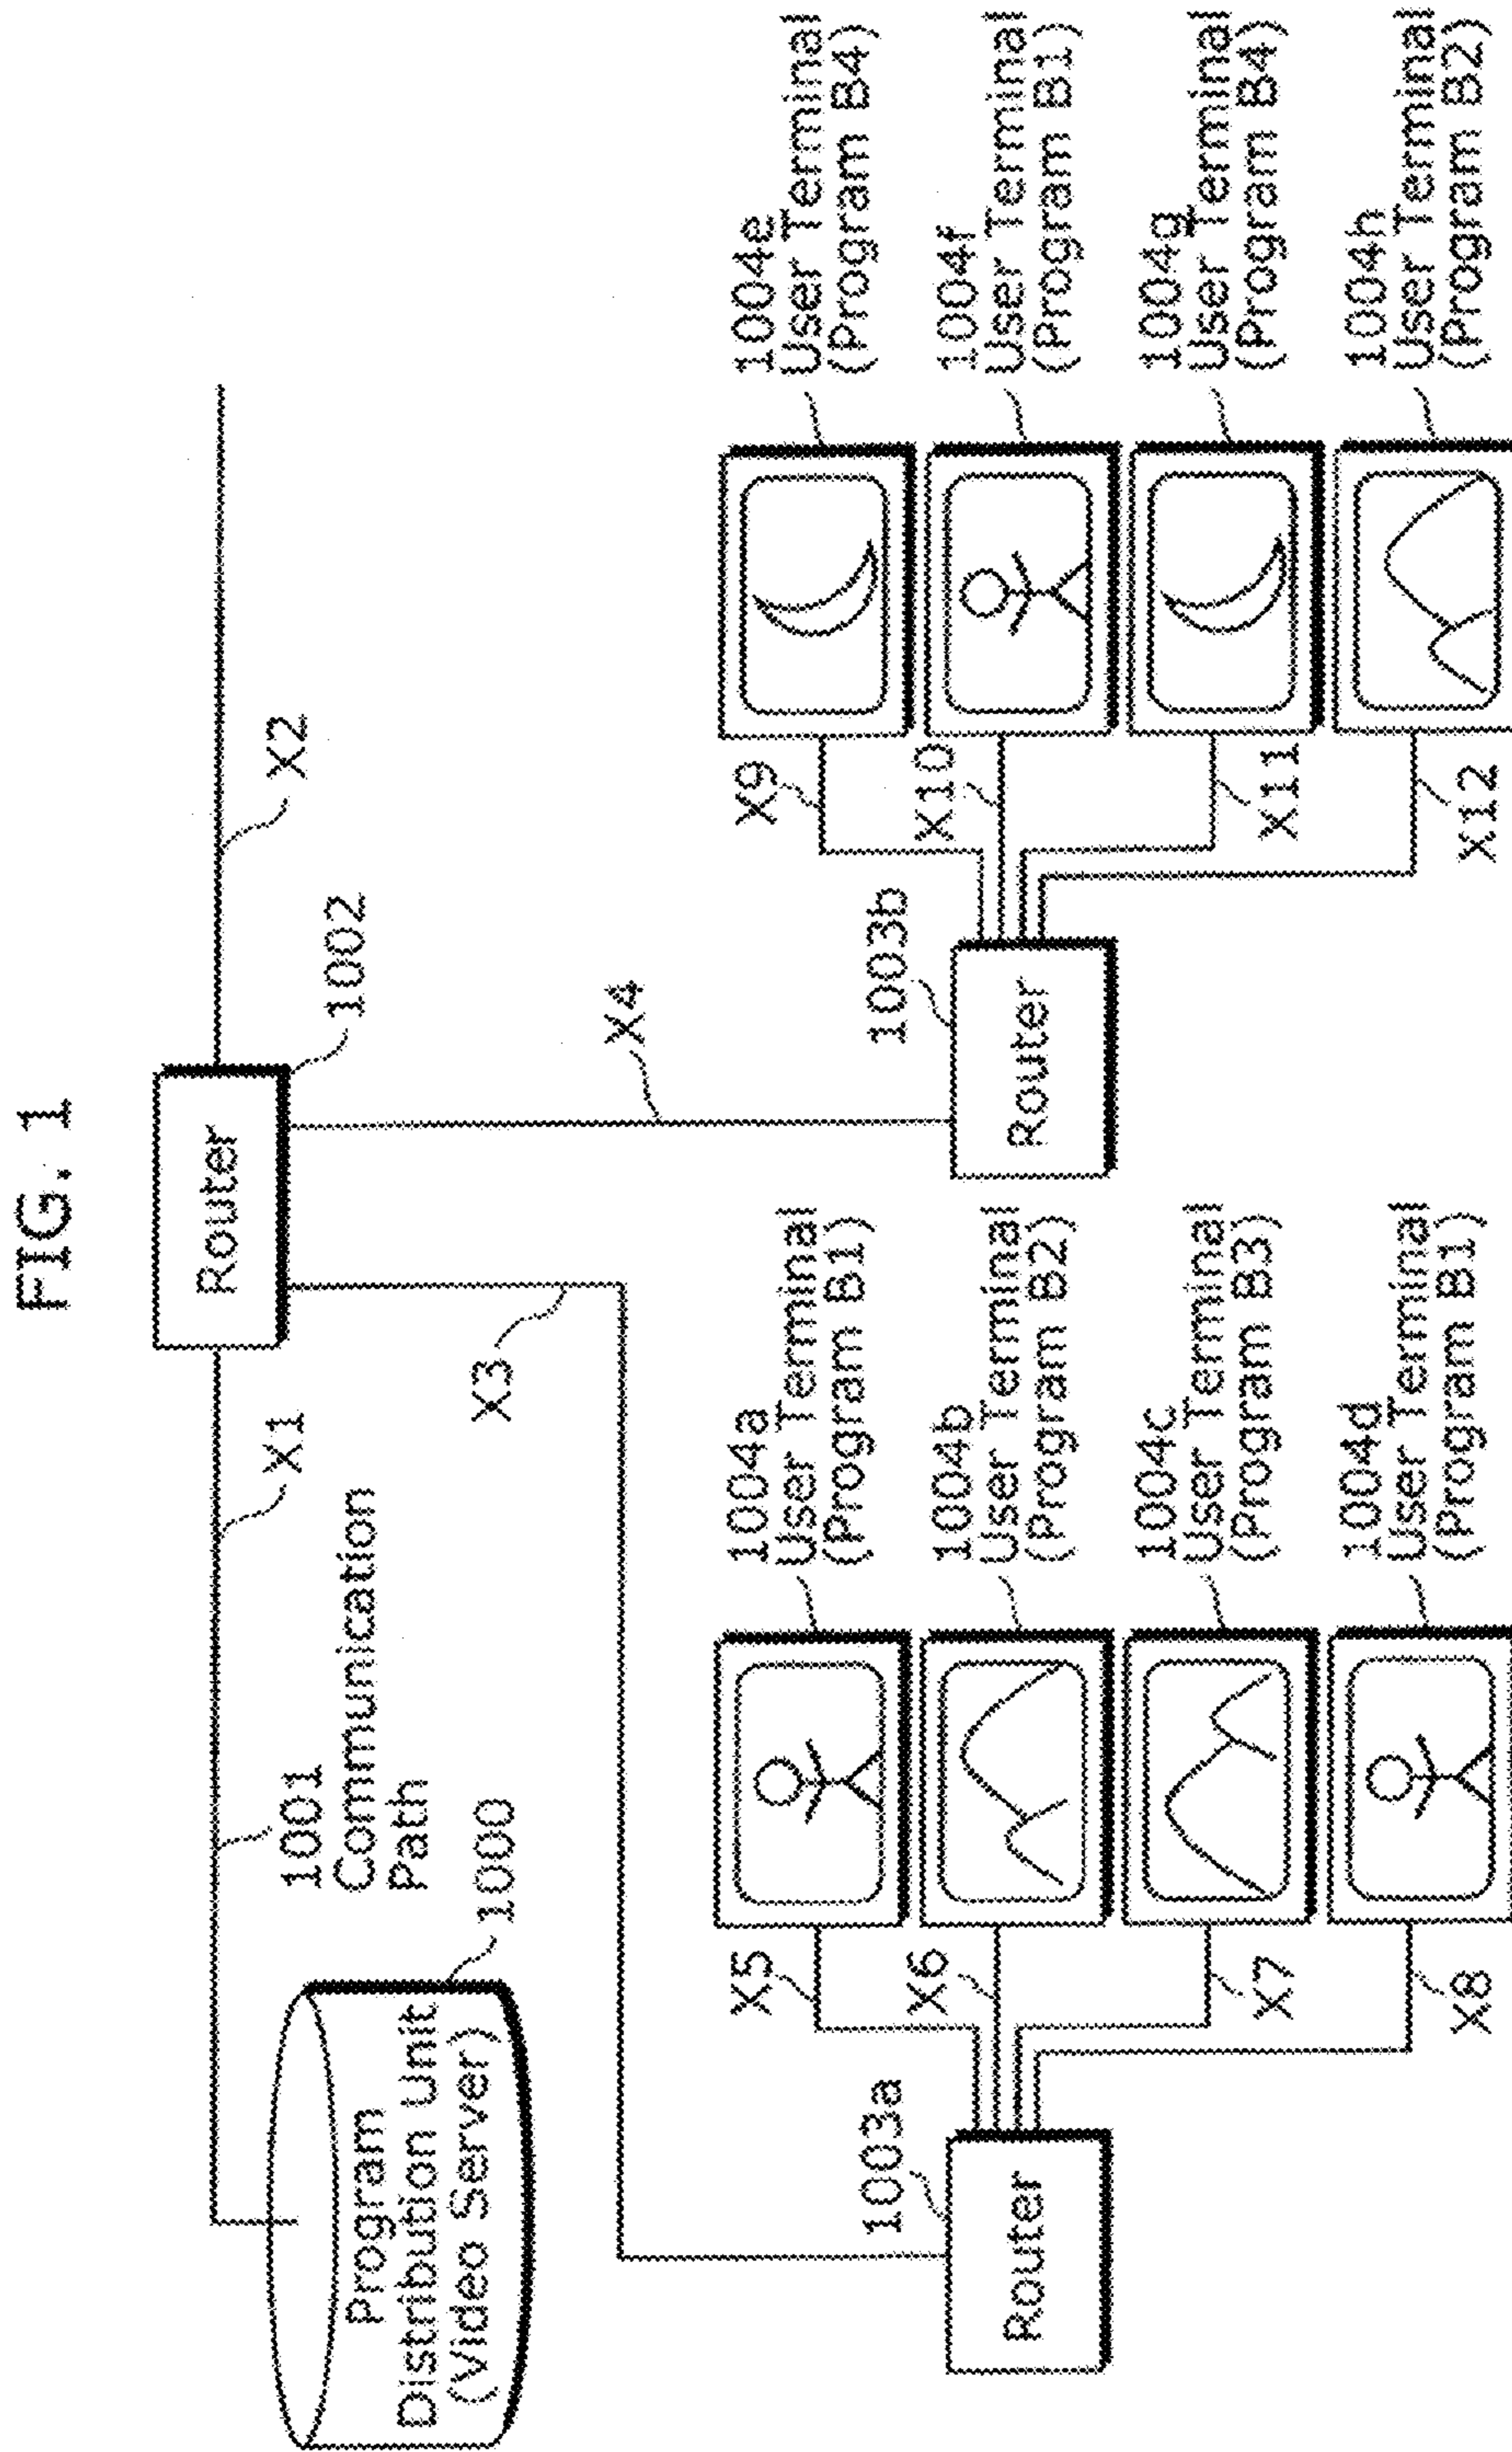 FIG. 1
Router
1002
X1
X2
1001
Communication
Path
1000
Program
Distribution Unit
(Video Server)
X3
X4
1003a
Router
X5
X6
X7
X8
1004a
User Terminal
(Program B1)
1004b
User Terminal
(Program B2)
1004c
User Terminal
(Program B3)
1004d
User Terminal
(Program B1)
1003b
Router
X9
X10
X11
X12
1004e
User Terminal
(Program B4)
1004f
User Terminal
(Program B1)
1004g
User Terminal
(Program B4)
1004h
User Terminal
(Program B2)